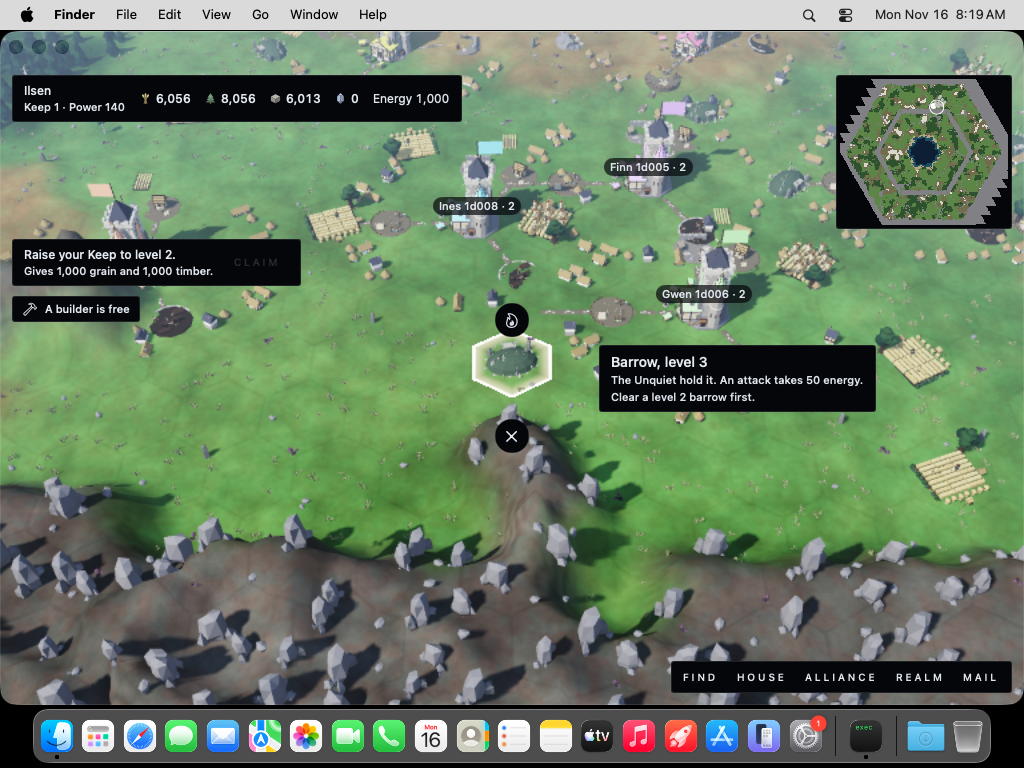 Finder File Edit View Go Window Help
Mon Nov 16 8:19 AM
Ilsen
Keep 1 · Power 140
6,056 8,056 6,013 0 Energy 1,000
Finn 1d005 · 2
Ines 1d008 · 2
Raise your Keep to level 2.
Gives 1,000 grain and 1,000 timber.
CLAIM
Gwen 1d006 · 2
A builder is free
Barrow, level 3
The Unquiet hold it. An attack takes 50 energy.
Clear a level 2 barrow first.
FIND HOUSE ALLIANCE REALM MAIL
Mon
16
tv
1
exec